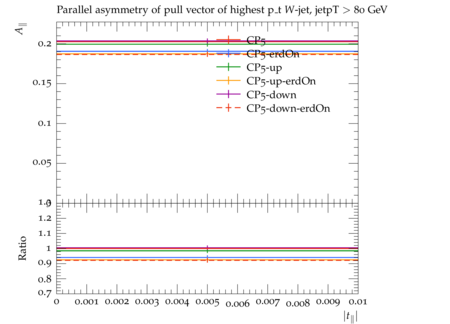 Parallel asymmetry of pull vector of highest p_t W-jet, jetpT > 80 GeV
A∥
0.2
0.15
0.1
0.05
0
CP5
CP5-erdOn
CP5-up
CP5-up-erdOn
CP5-down
CP5-down-erdOn
Ratio
1.2
1.1
1
0.9
0.8
0.7
0 0.001 0.002 0.003 0.004 0.005 0.006 0.007 0.008 0.009 0.01
|t∥|